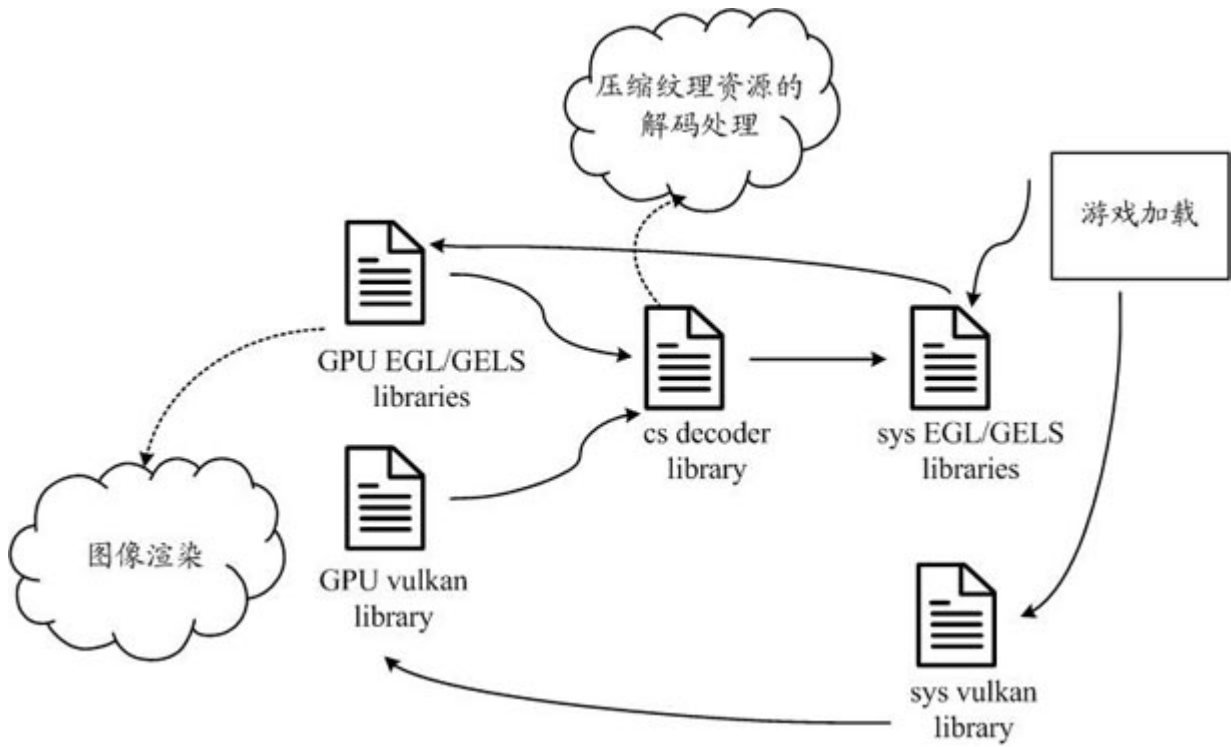 压缩纹理资源的
解码处理
游戏加载
GPU EGL/GELS
libraries
cs decoder
library
sys EGL/GELS
libraries
图像渲染
GPU vulkan
library
sys vulkan
library